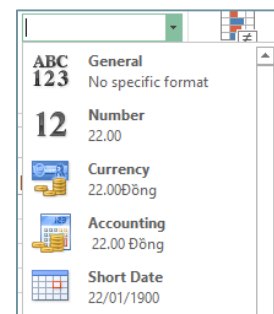 ABC
123
General
No specific format
12
Number
22.00
Currency
22.00Đồng
123
Accounting
22.00 Đồng
Short Date
22/01/1900